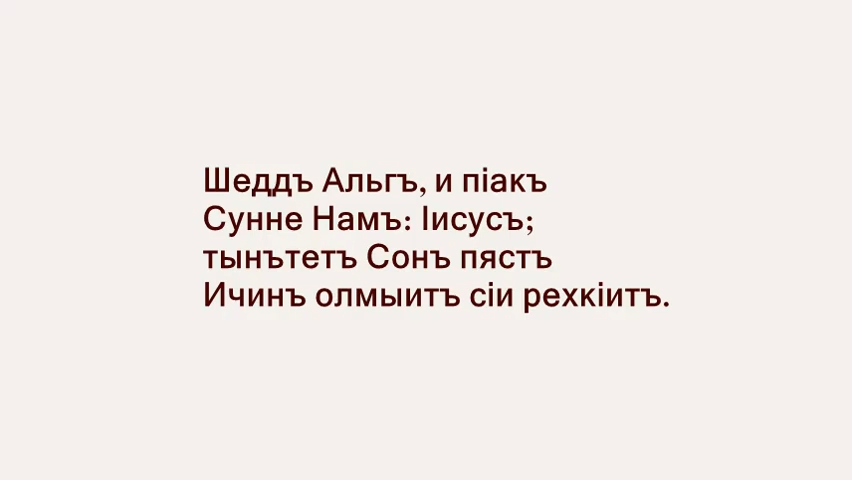 Шеддъ Альгъ, и піакъ
Сунне Намъ: Іисусъ;
тынътетъ Сонъ пястъ
Ичинъ олмыитъ сіи рехкіитъ.